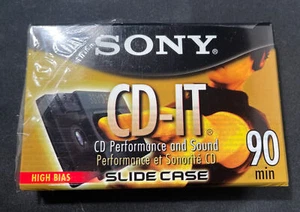 SONY
CD-IT®
CD Performance and Sound
Performance et Sonorité CD
90
min
HIGH BIAS
SLIDE CASE